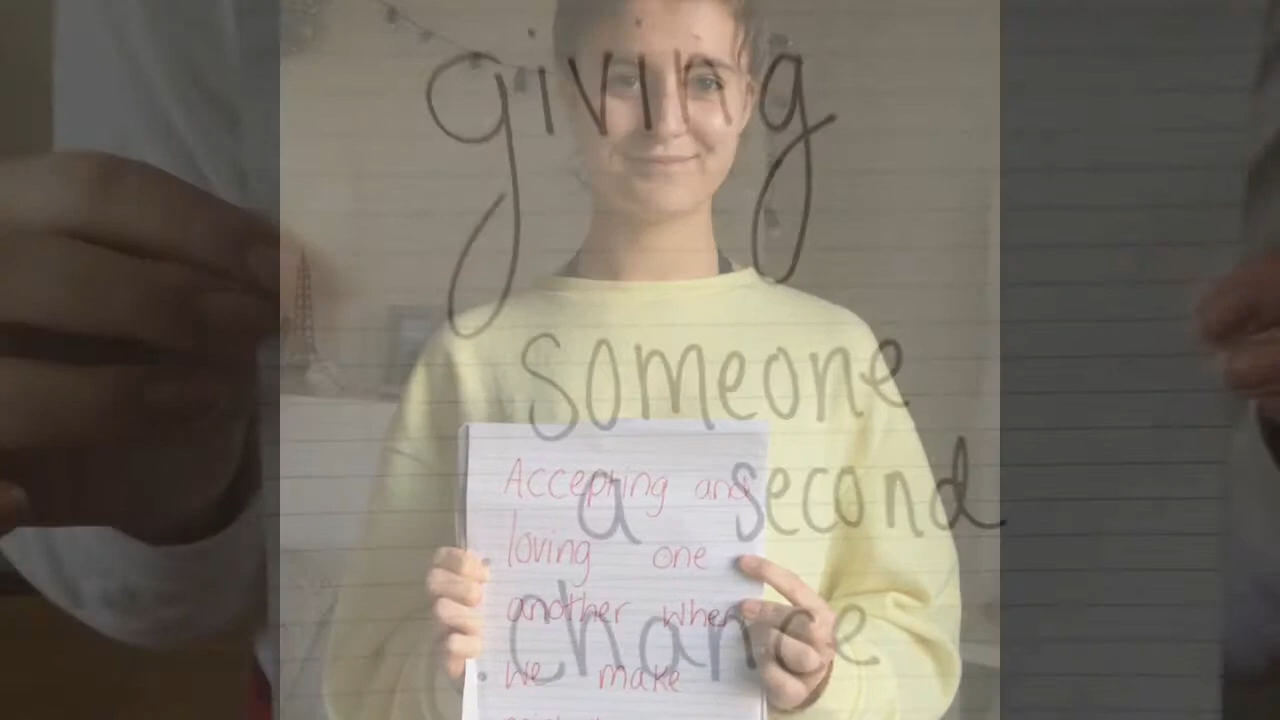 giving
someone
a second
chance
Accepting and
loving one
another when
we make